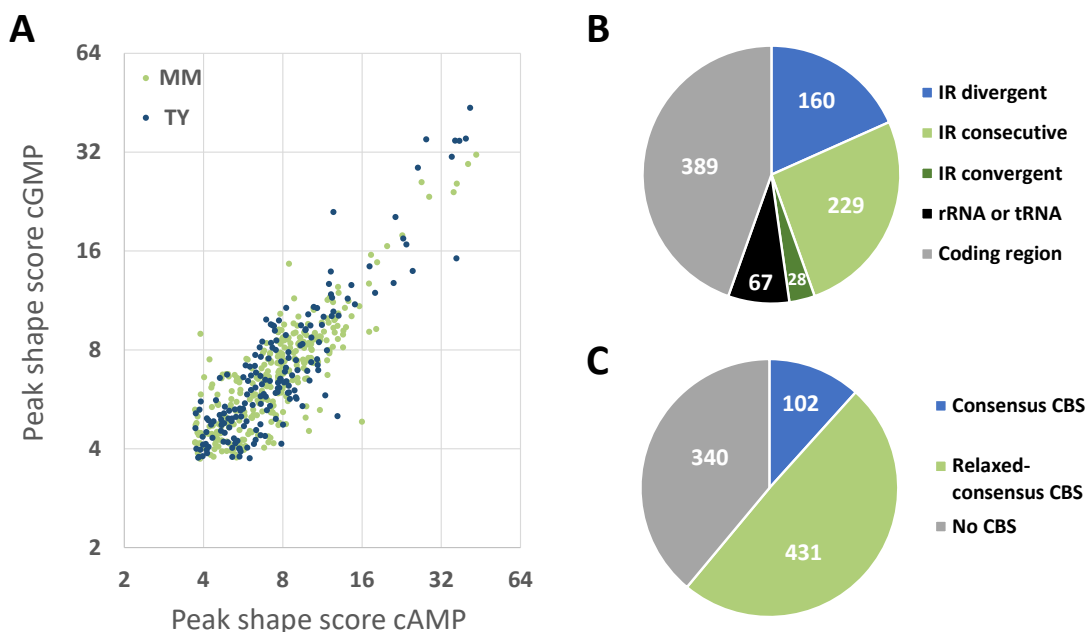 A
64
32
16
8
4
2
Peak shape score cGMP
MM
TY
2
4
8
16
32
64
Peak shape score cAMP
B
160
229
28
67
389
IR divergent
IR consecutive
IR convergent
rRNA or tRNA
Coding region
C
102
431
340
Consensus CBS
Relaxed-
consensus CBS
No CBS